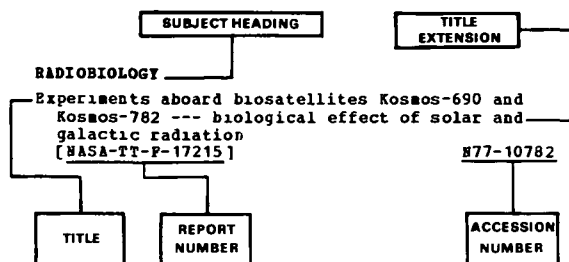 SUBJECT HEADING
TITLE
EXTENSION
RADIOBIOLOGY
Experiments aboard biosatellites Kosmos-690 and
Kosmos-782 --- biological effect of solar and
galactic radiation
[NASA-TT-F-17215] N77-10782
TITLE
REPORT
NUMBER
ACCESSION
NUMBER